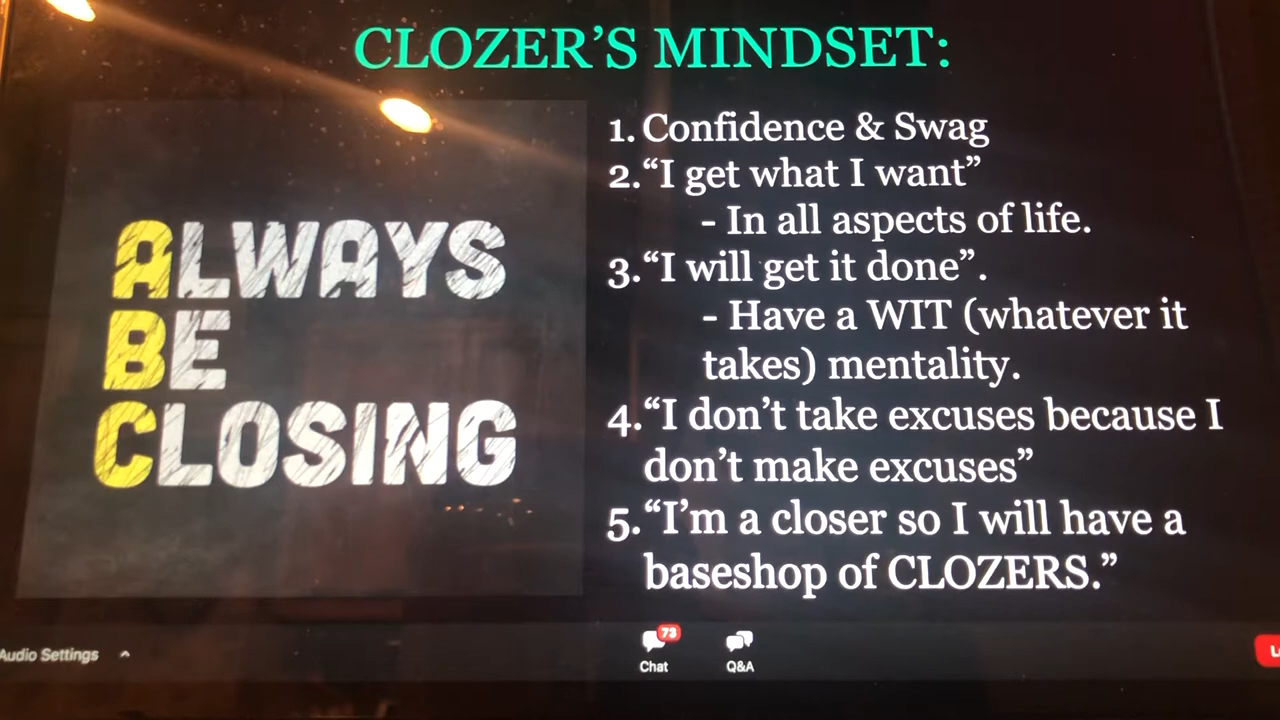 CLOZER'S MINDSET:
ALWAYS
BE
CLOSING
1. Confidence & Swag
2. “I get what I want”
- In all aspects of life.
3. “I will get it done”.
- Have a WIT (whatever it
takes) mentality.
4. “I don’t take excuses because I
don’t make excuses”
5. “I’m a closer so I will have a
baseshop of CLOZERS.”
Audio Settings
73
Chat
Q&A